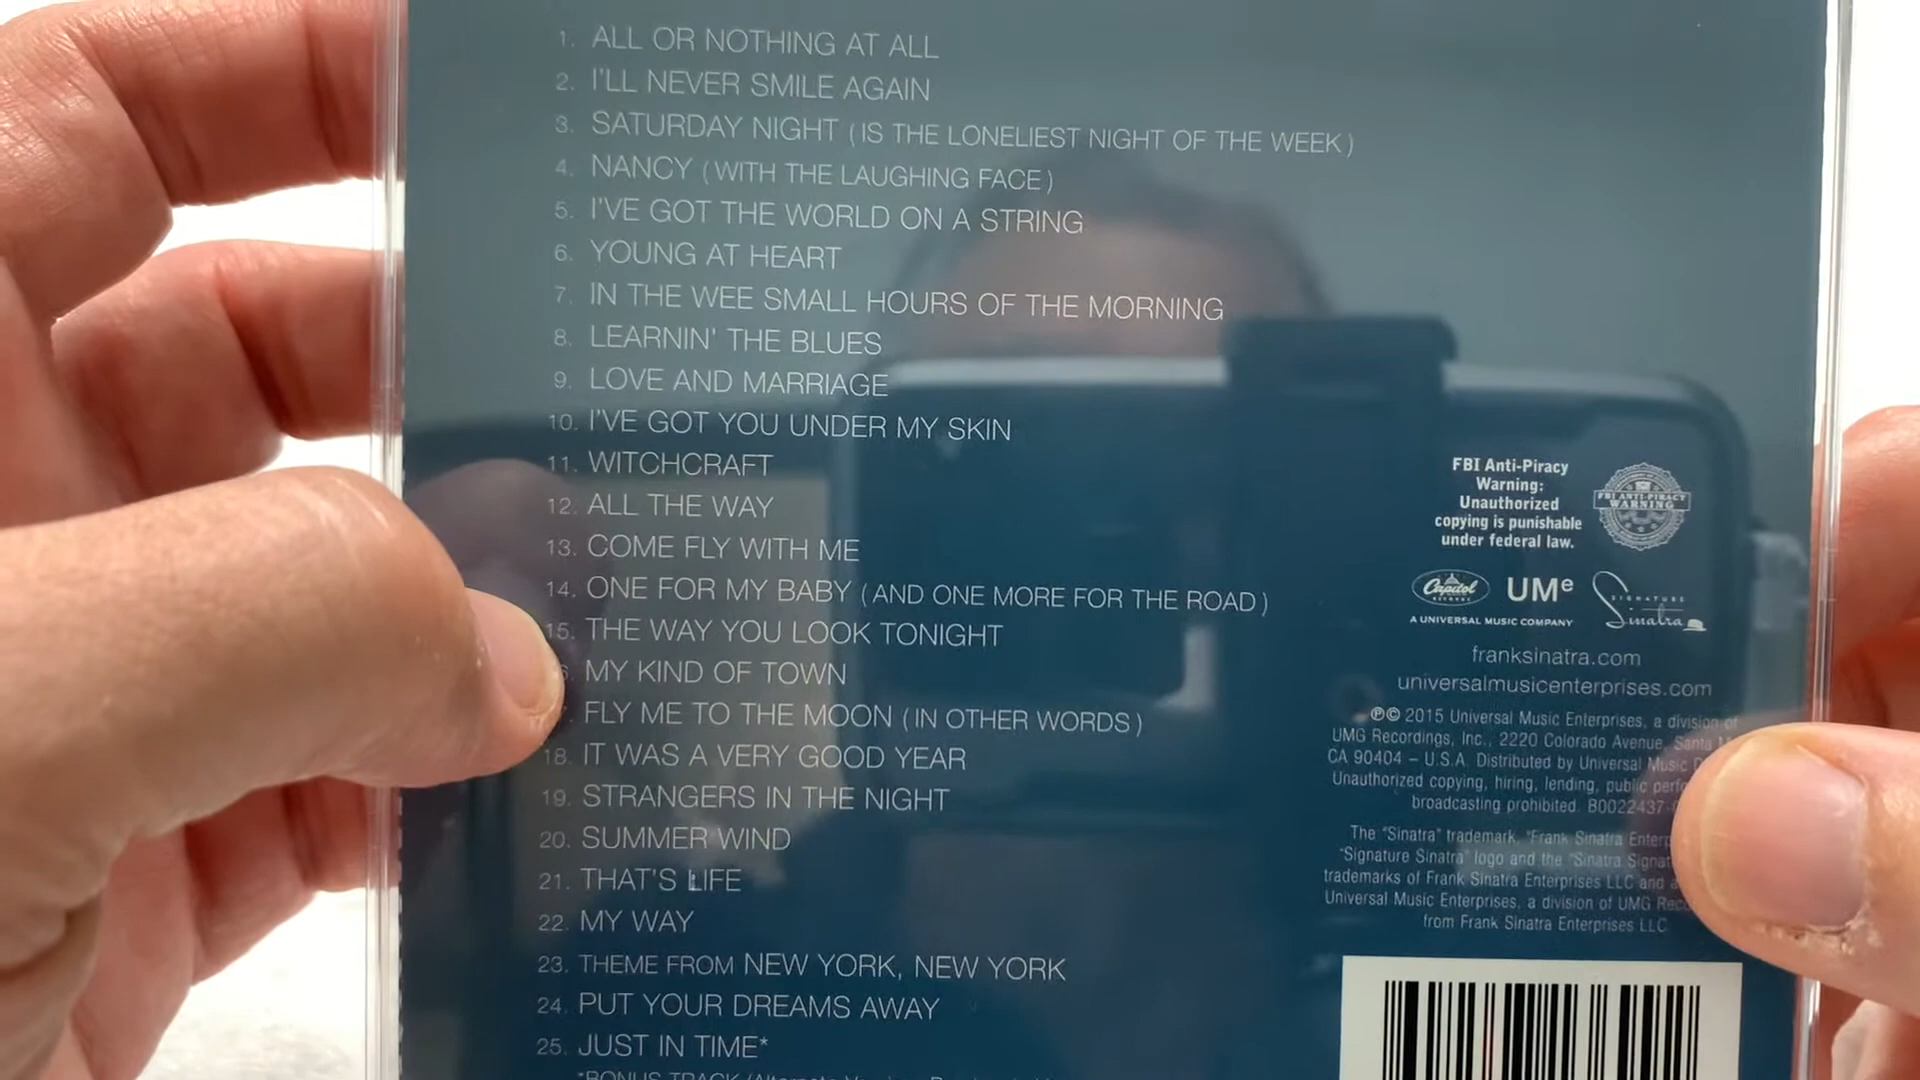 1. ALL OR NOTHING AT ALL
2. I'LL NEVER SMILE AGAIN
3. SATURDAY NIGHT (IS THE LONELIEST NIGHT OF THE WEEK)
4. NANCY (WITH THE LAUGHING FACE)
5. I'VE GOT THE WORLD ON A STRING
6. YOUNG AT HEART
7. IN THE WEE SMALL HOURS OF THE MORNING
8. LEARNIN' THE BLUES
9. LOVE AND MARRIAGE
10. I'VE GOT YOU UNDER MY SKIN
11. WITCHCRAFT
12. ALL THE WAY
13. COME FLY WITH ME
14. ONE FOR MY BABY (AND ONE MORE FOR THE ROAD)
15. THE WAY YOU LOOK TONIGHT
MY KIND OF TOWN
FLY ME TO THE MOON (IN OTHER WORDS)
18. IT WAS A VERY GOOD YEAR
19. STRANGERS IN THE NIGHT
20. SUMMER WIND
21. THAT'S LIFE
22. MY WAY
23. THEME FROM NEW YORK, NEW YORK
24. PUT YOUR DREAMS AWAY
25. JUST IN TIME*
*BONUS TRACK
FBI Anti-Piracy
Warning:
Unauthorized
copying is punishable
under federal law.
FBI ANTI-PIRACY
WARNING
Capitol
RECORDS
UMe
SIGNATURE
Sinatra
A UNIVERSAL MUSIC COMPANY
franksinatra.com
universalmusicenterprises.com
℗© 2015 Universal Music Enterprises, a division of
UMG Recordings, Inc., 2220 Colorado Avenue, Santa
CA 90404 – U.S.A. Distributed by Universal Music
Unauthorized copying, hiring, lending, public
broadcasting prohibited. B0022437
The "Sinatra" trademark, "Frank Sinatra
"Signature Sinatra" logo and the "Sinatra
trademarks of Frank Sinatra Enterprises LLC and
Universal Music Enterprises, a division of UMG
from Frank Sinatra Enterprises LLC